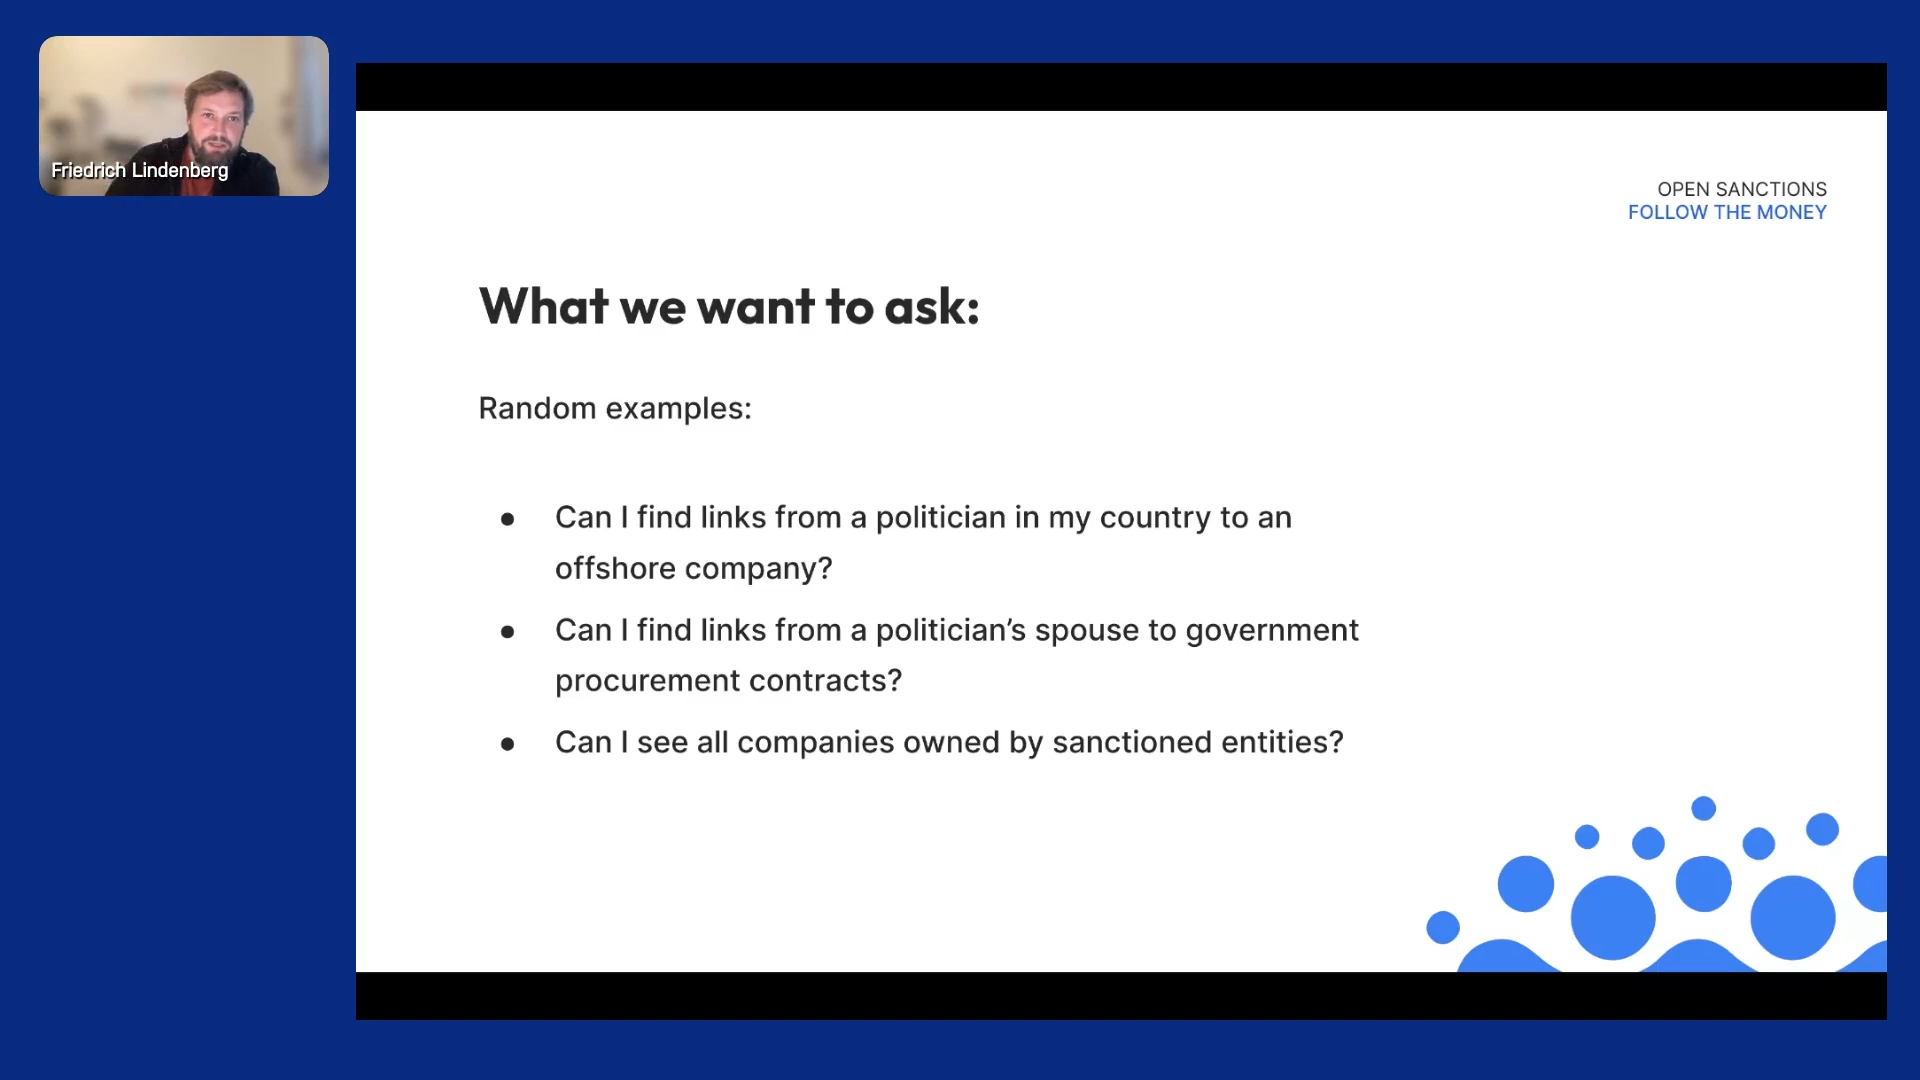 Friedrich Lindenberg
OPEN SANCTIONS
FOLLOW THE MONEY
What we want to ask:
Random examples:
● Can I find links from a politician in my country to an
offshore company?
● Can I find links from a politician’s spouse to government
procurement contracts?
● Can I see all companies owned by sanctioned entities?